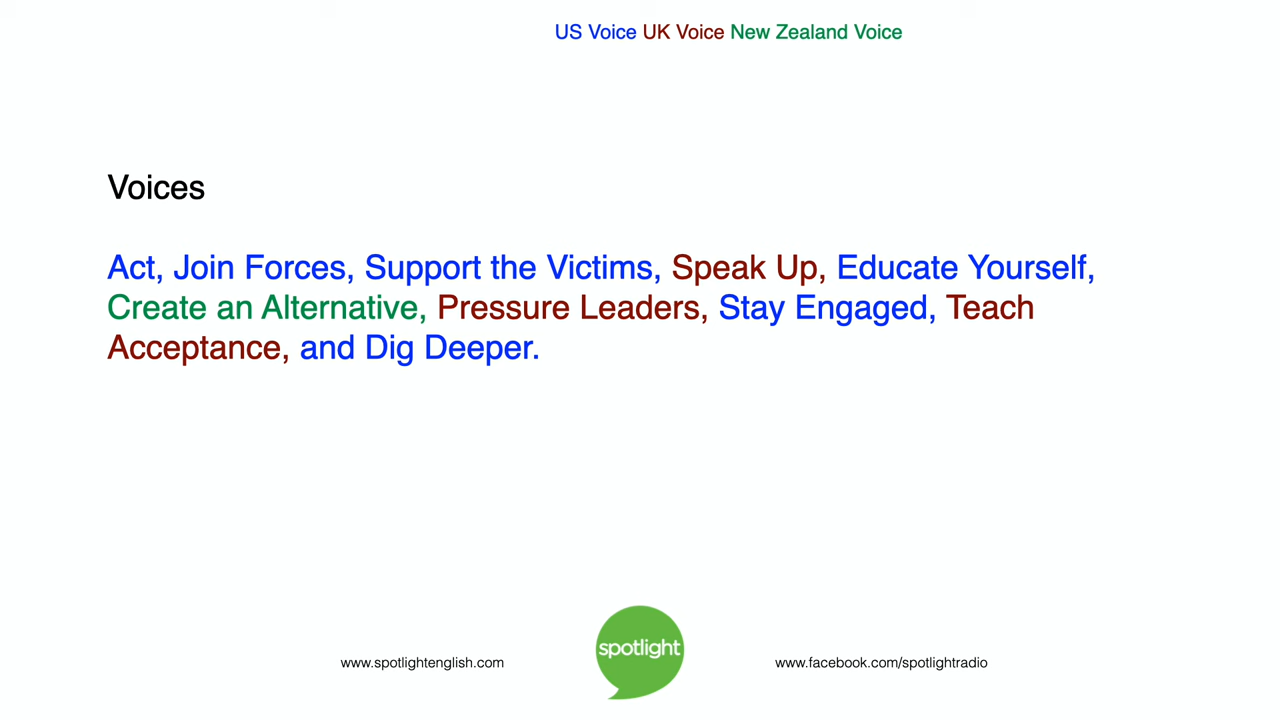 US Voice UK Voice New Zealand Voice
Voices
Act, Join Forces, Support the Victims, Speak Up, Educate Yourself,
Create an Alternative, Pressure Leaders, Stay Engaged, Teach
Acceptance, and Dig Deeper.
spotlight
www.spotlightenglish.com
www.facebook.com/spotlightradio